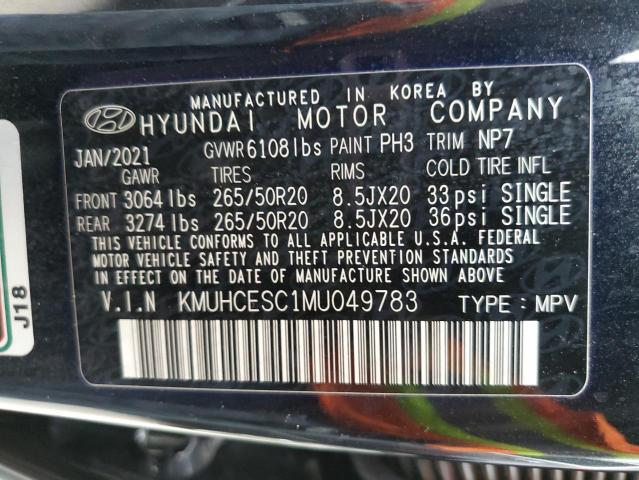 MANUFACTURED IN KOREA BY
HYUNDAI MOTOR COMPANY
JAN/2021 GVWR 6108lbs PAINT PH3 TRIM NP7
GAWR TIRES RIMS COLD TIRE INFL
FRONT 3064 lbs 265/50R20 8.5JX20 33psi SINGLE
REAR 3274 lbs 265/50R20 8.5JX20 36psi SINGLE
THIS VEHICLE CONFORMS TO ALL APPLICABLE U.S.A. FEDERAL
MOTOR VEHICLE SAFETY AND THEFT PREVENTION STANDARDS
IN EFFECT ON THE DATE OF MANUFACTURE SHOWN ABOVE.
V.I.N KMUHCESC1MU049783 TYPE : MPV
J18